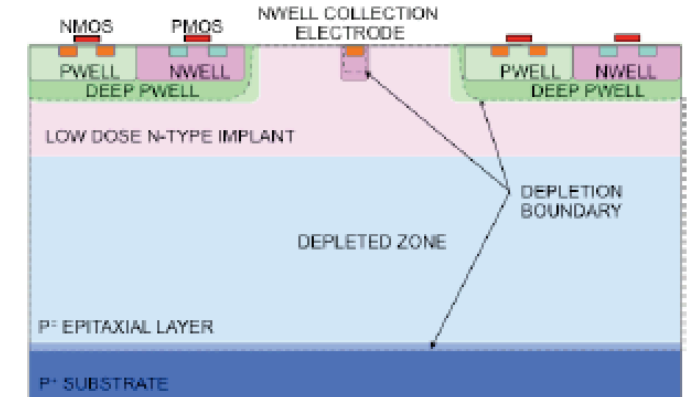 NWELL COLLECTION
ELECTRODE
NMOS PMOS
PWELL NWELL PWELL NWELL
DEEP PWELL DEEP PWELL
LOW DOSE N-TYPE IMPLANT
DEPLETION
BOUNDARY
DEPLETED ZONE
P⁻ EPITAXIAL LAYER
P⁺ SUBSTRATE